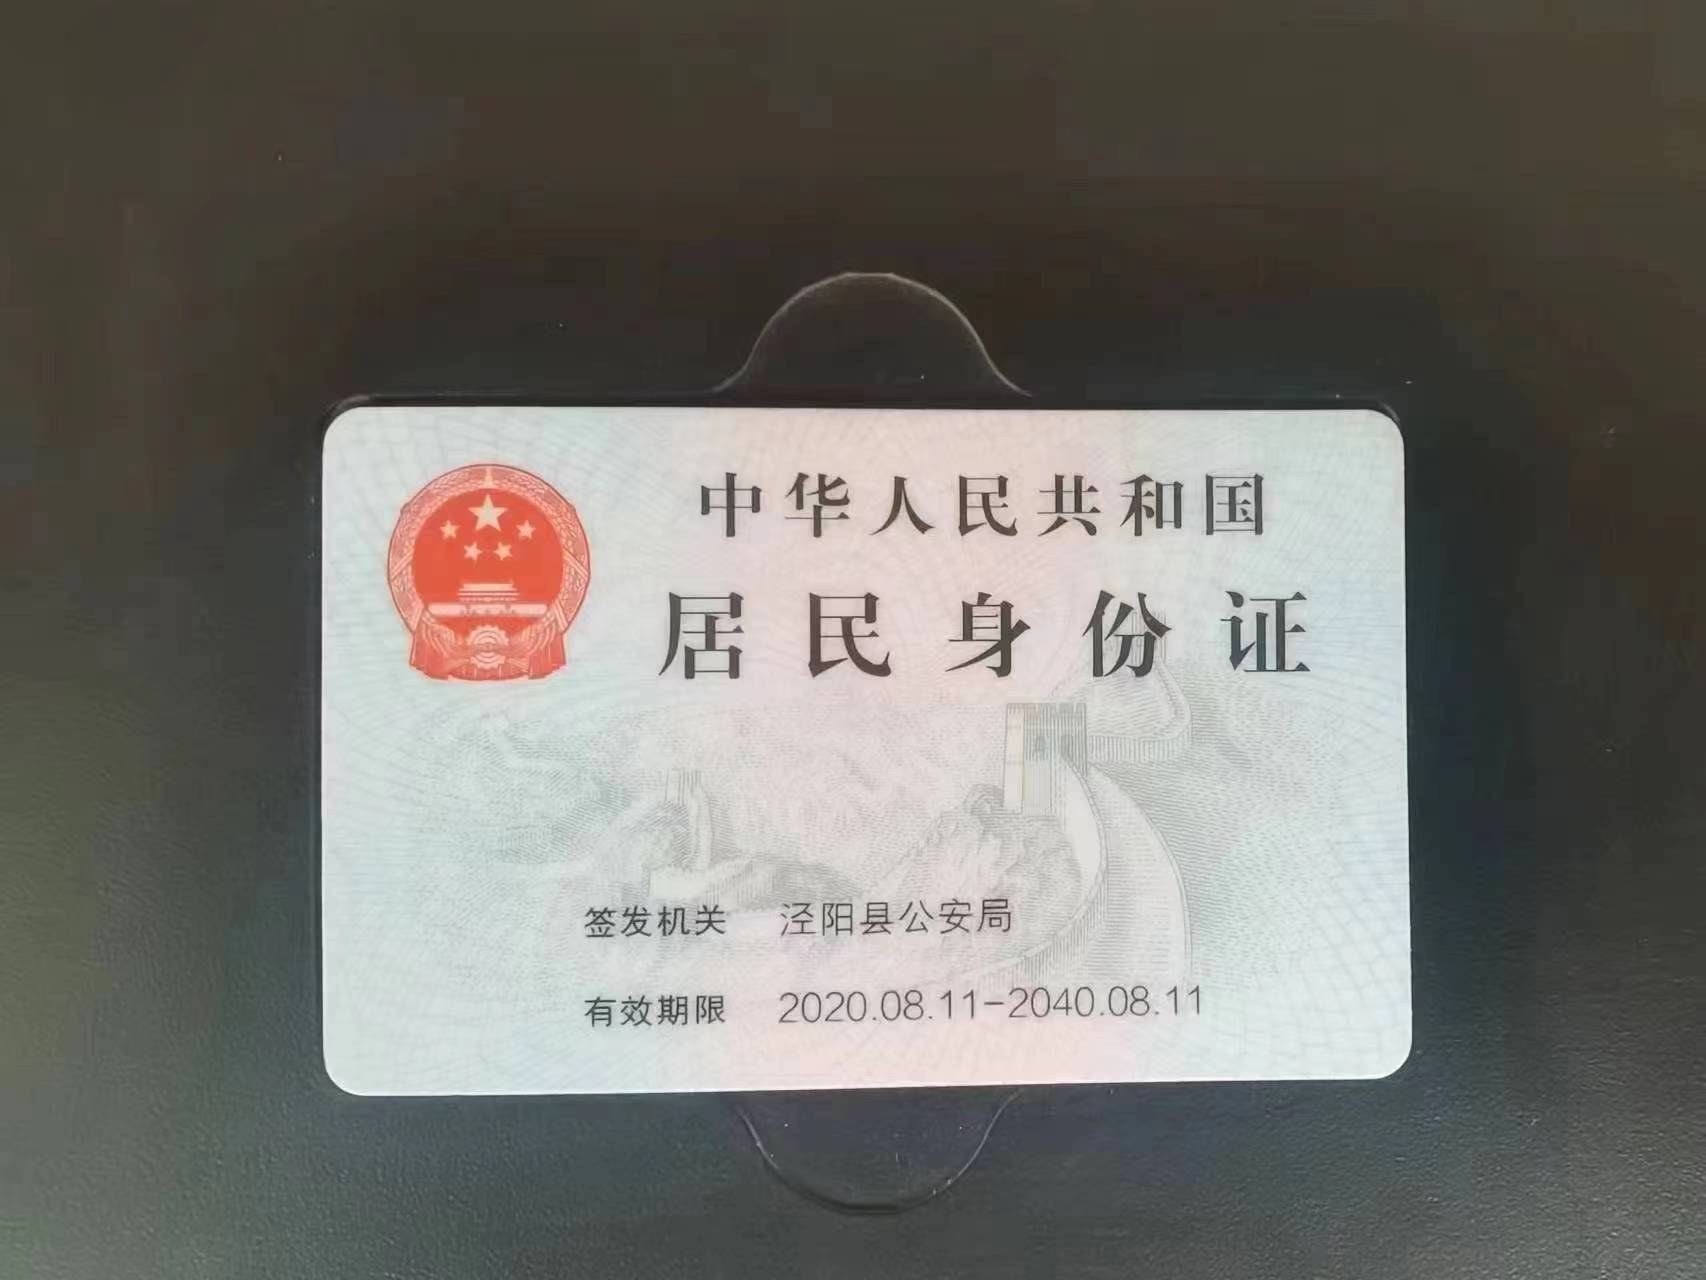 中华人民共和国
居民身份证
签发机关 泾阳县公安局
有效期限 2020.08.11-2040.08.11